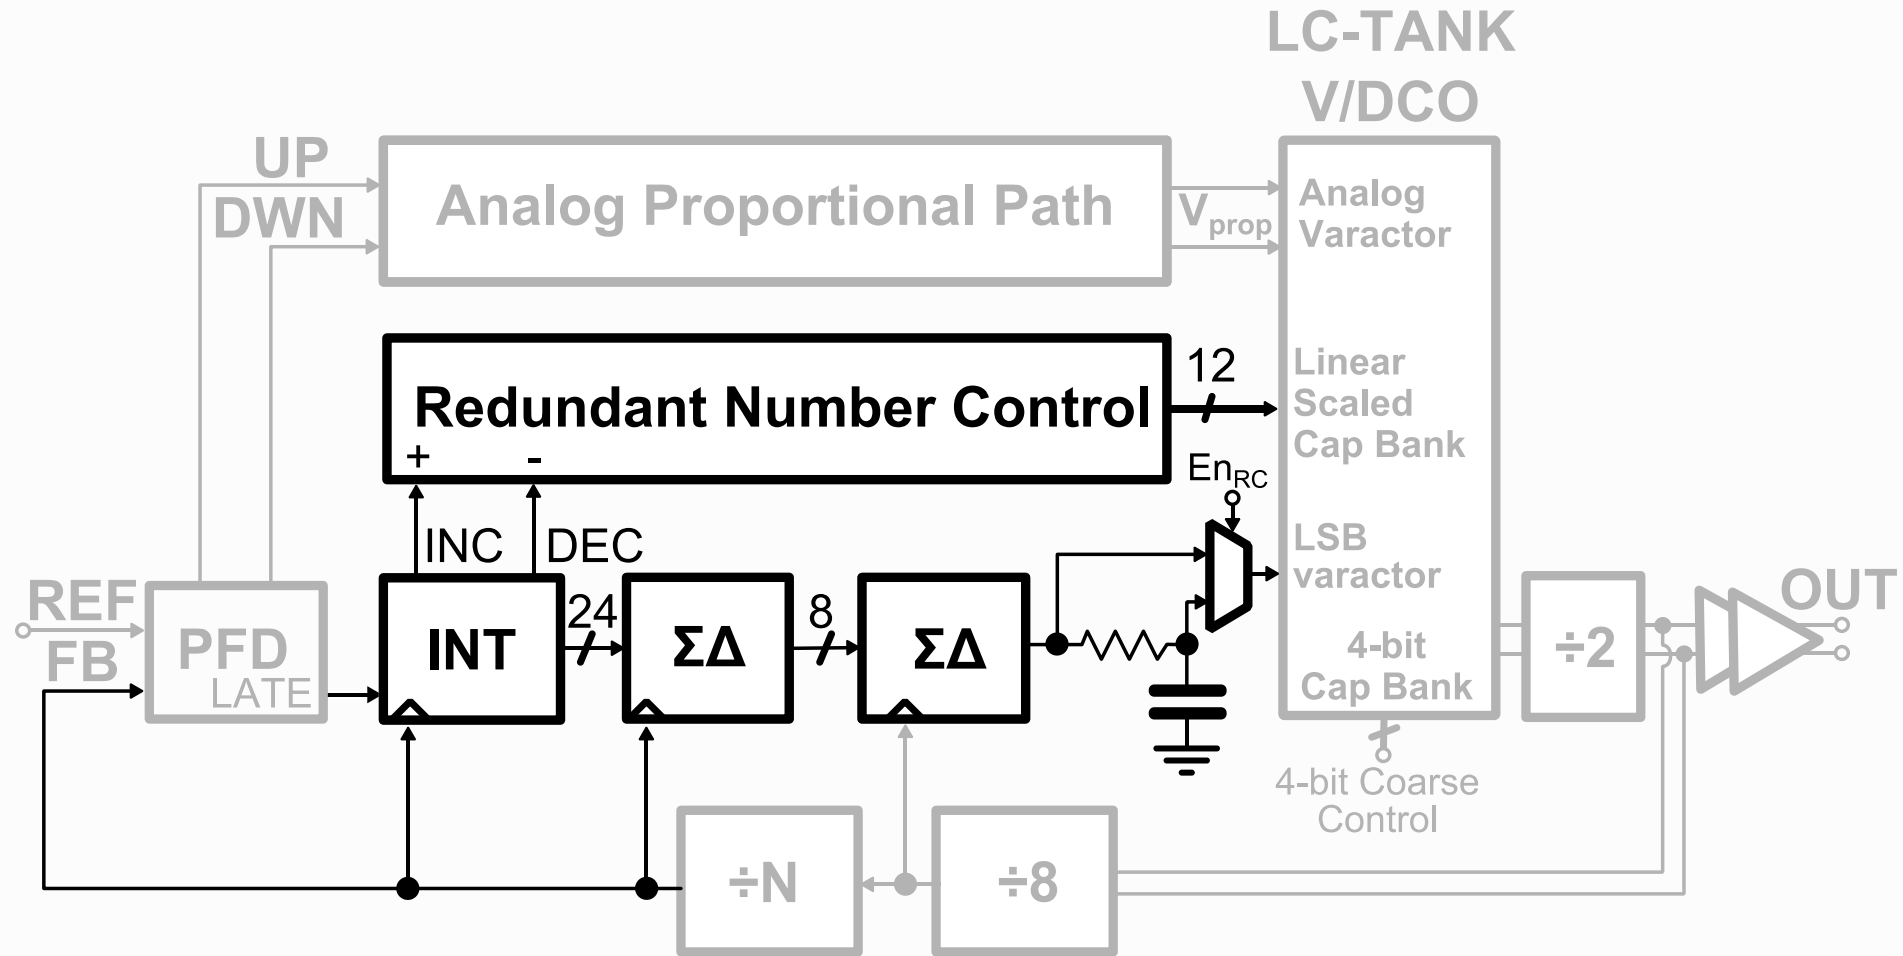 LC-TANK
V/DCO
UP
DWN
Analog Proportional Path
V_prop
Analog
Varactor
Redundant Number Control
+ -
12
Linear
Scaled
Cap Bank
En_RC
INC
DEC
LSB
varactor
REF
FB
PFD
LATE
INT
24
ΣΔ
8
ΣΔ
4-bit
Cap Bank
÷2
OUT
4-bit Coarse
Control
÷N
÷8